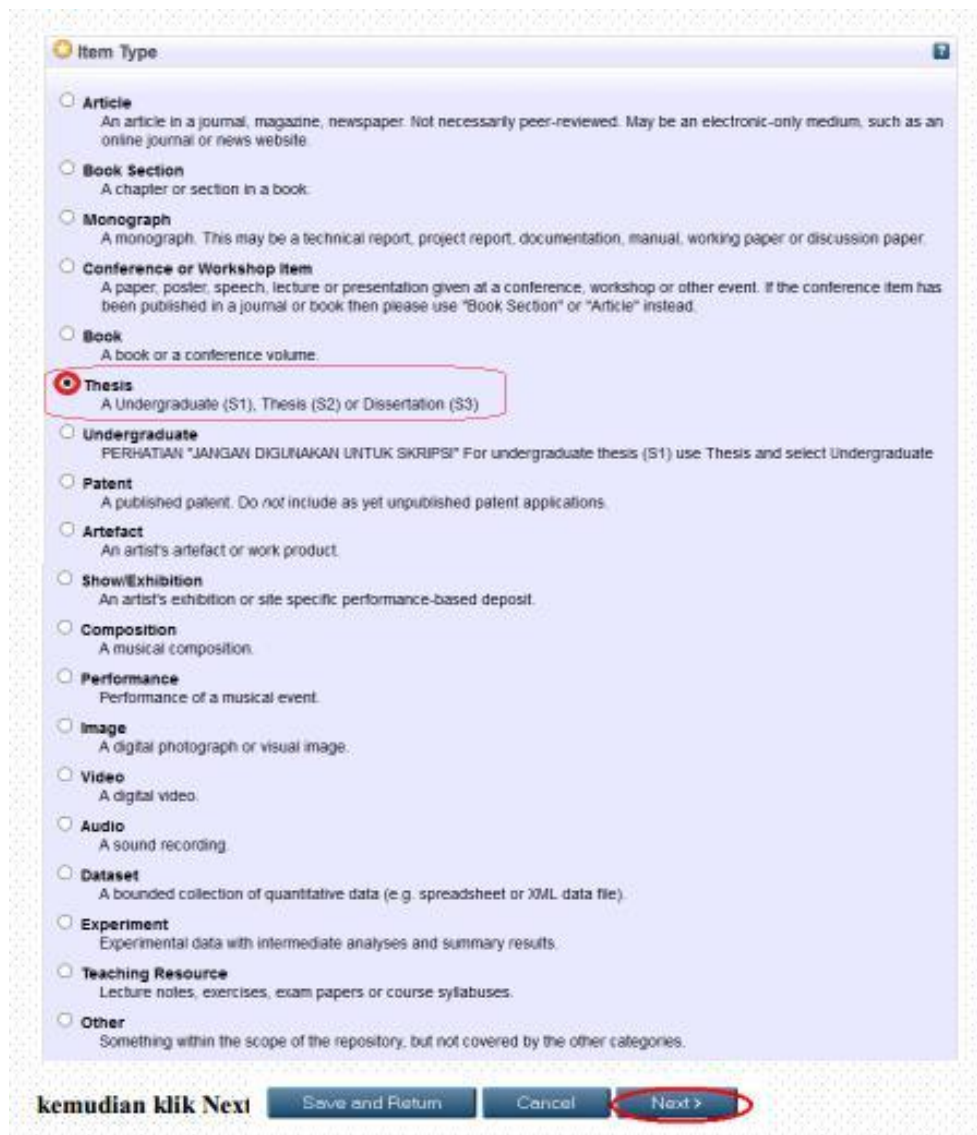 Item Type
?
Article
An article in a journal, magazine, newspaper. Not necessarily peer-reviewed. May be an electronic-only medium, such as an
online journal or news website.
Book Section
A chapter or section in a book.
Monograph
A monograph. This may be a technical report, project report, documentation, manual, working paper or discussion paper.
Conference or Workshop Item
A paper, poster, speech, lecture or presentation given at a conference, workshop or other event. If the conference item has
been published in a journal or book then please use "Book Section" or "Article" instead.
Book
A book or a conference volume.
Thesis
A Undergraduate (S1), Thesis (S2) or Dissertation (S3)
Undergraduate
PERHATIAN "JANGAN DIGUNAKAN UNTUK SKRIPSI" For undergraduate thesis (S1) use Thesis and select Undergraduate
Patent
A published patent. Do not include as yet unpublished patent applications.
Artefact
An artist's artefact or work product.
Show/Exhibition
An artist's exhibition or site specific performance-based deposit.
Composition
A musical composition.
Performance
Performance of a musical event.
Image
A digital photograph or visual image.
Video
A digital video.
Audio
A sound recording.
Dataset
A bounded collection of quantitative data (e.g. spreadsheet or XML data file).
Experiment
Experimental data with intermediate analyses and summary results.
Teaching Resource
Lecture notes, exercises, exam papers or course syllabuses.
Other
Something within the scope of the repository, but not covered by the other categories.
kemudian klik Next Save and Return Cancel Next >